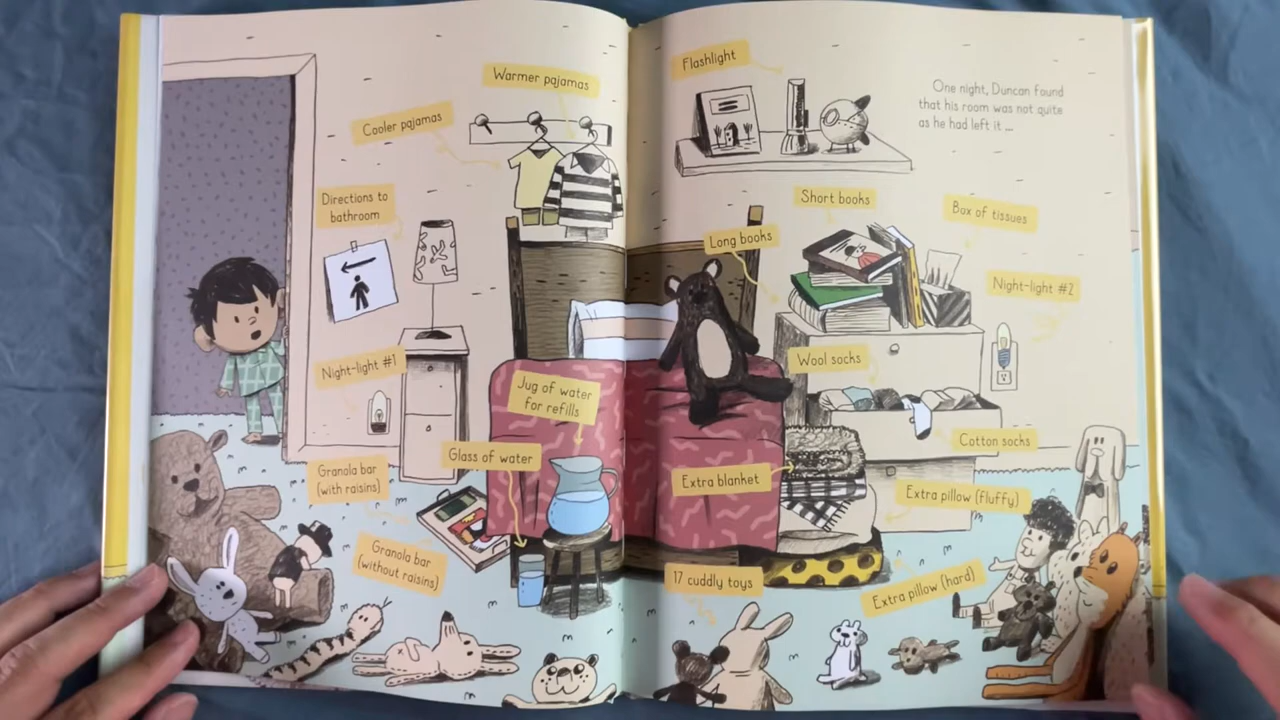 Warmer pajamas
Cooler pajamas
Directions to
bathroom
Night-light #1
Jug of water
for refills
Glass of water
Granola bar
(with raisins)
Granola bar
(without raisins)
Flashlight
One night, Duncan found
that his room was not quite
as he had left it ...
Short books
Box of tissues
Long books
Night-light #2
Wool socks
Cotton socks
Extra blanket
Extra pillow (fluffy)
17 cuddly toys
Extra pillow (hard)